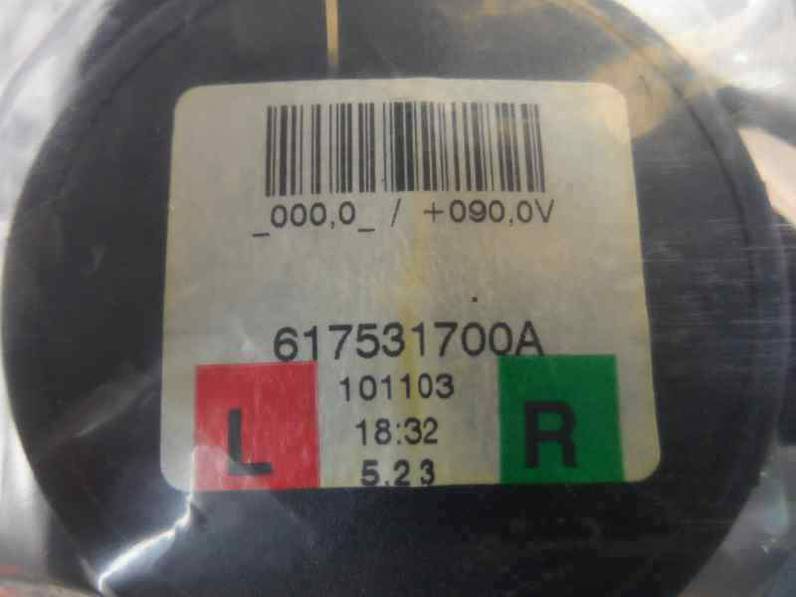 _000,0_ / +090,0V
617531700A
101103
L
R
18:32
5.23